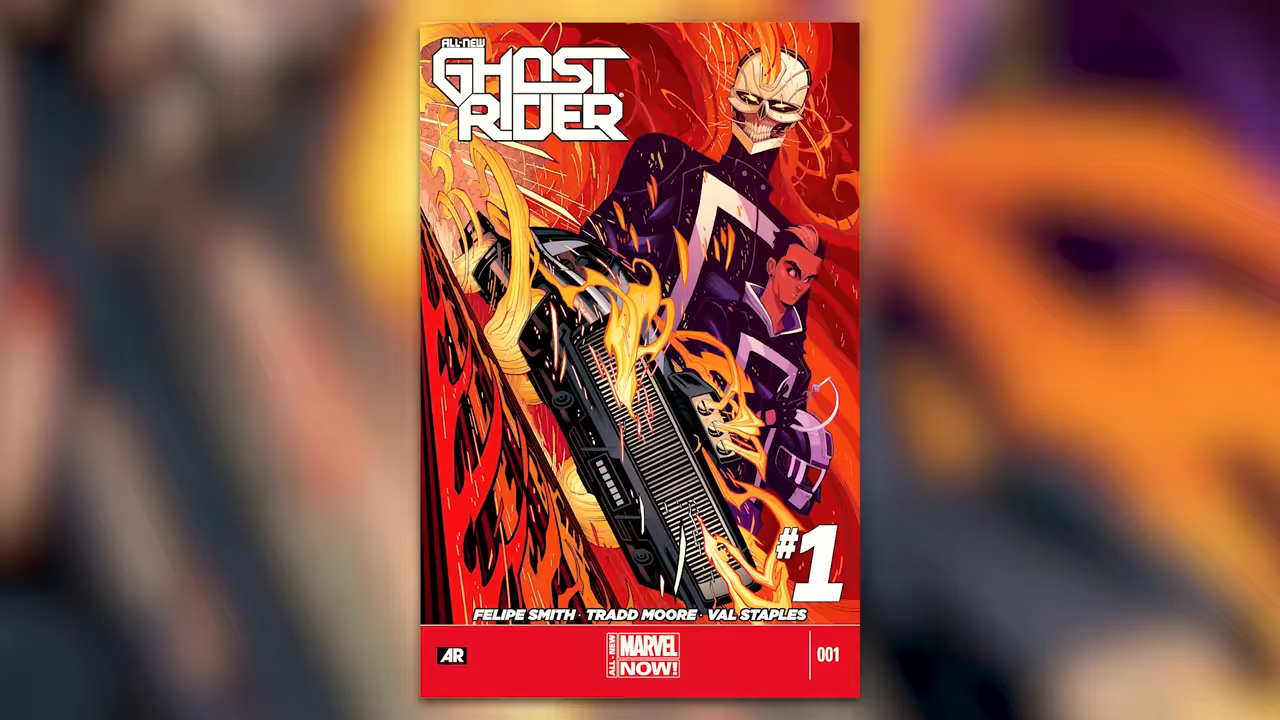 ALL-NEW
GHOST
RIDER
#1
FELIPE SMITH · TRADD MOORE · VAL STAPLES
AR
ALL-NEW
MARVEL
NOW!
001